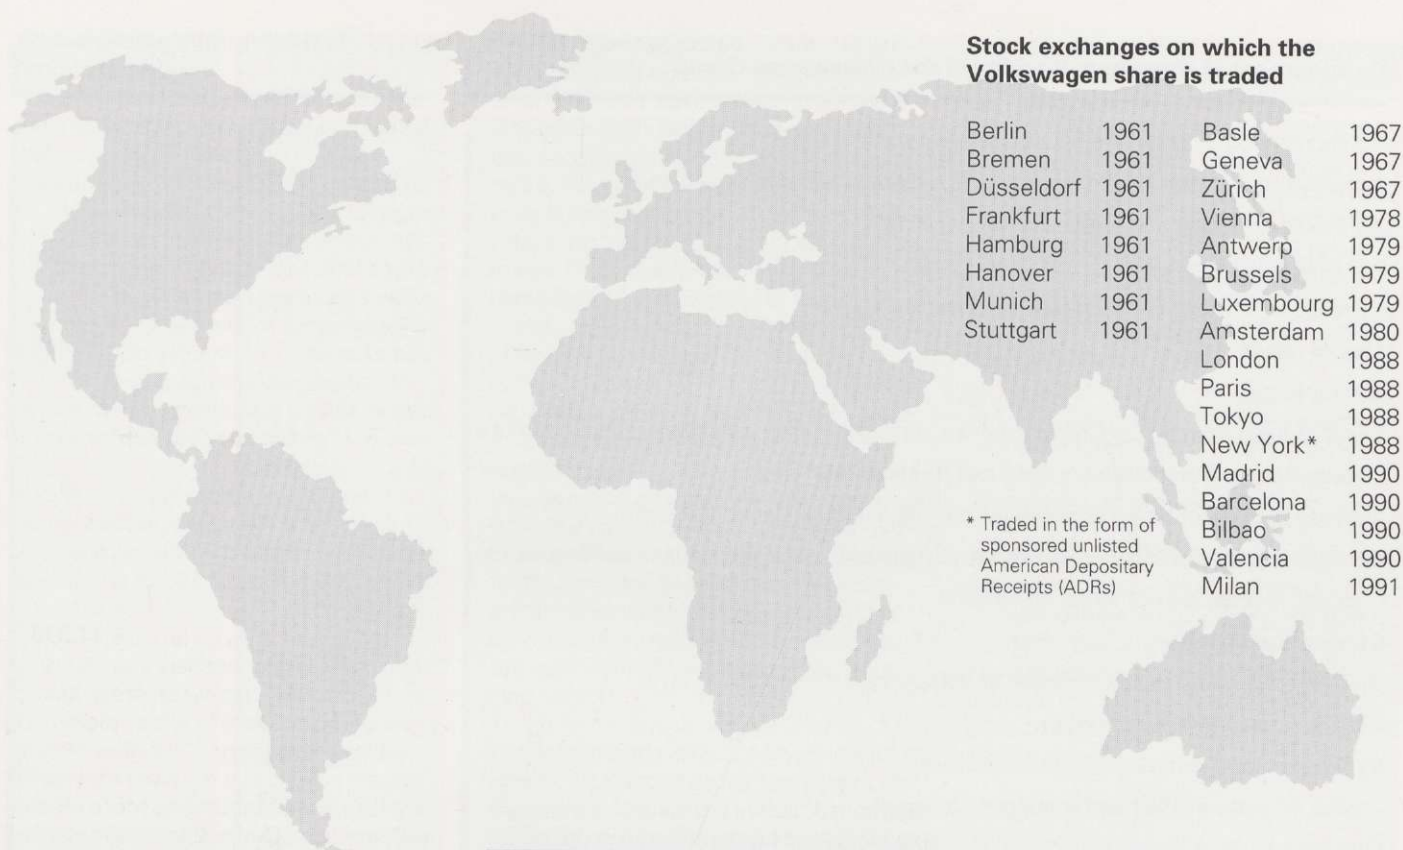 Stock exchanges on which the
Volkswagen share is traded
Berlin 1961
Bremen 1961
Düsseldorf 1961
Frankfurt 1961
Hamburg 1961
Hanover 1961
Munich 1961
Stuttgart 1961
Basle 1967
Geneva 1967
Zürich 1967
Vienna 1978
Antwerp 1979
Brussels 1979
Luxembourg 1979
Amsterdam 1980
London 1988
Paris 1988
Tokyo 1988
New York* 1988
Madrid 1990
Barcelona 1990
Bilbao 1990
Valencia 1990
Milan 1991
* Traded in the form of
sponsored unlisted
American Depositary
Receipts (ADRs)